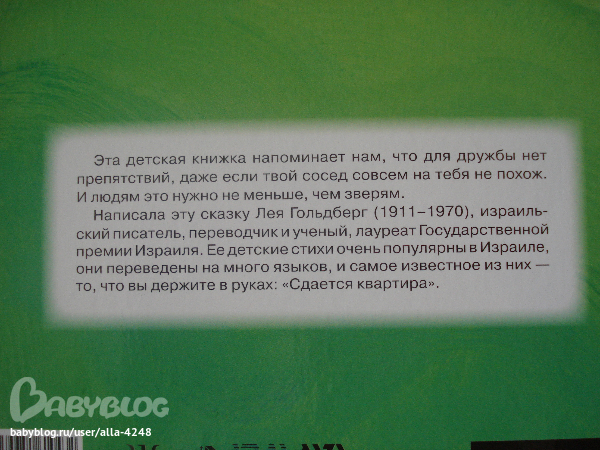 Эта детская книжка напоминает нам, что для дружбы нет
препятствий, даже если твой сосед совсем на тебя не похож.
И людям это нужно не меньше, чем зверям.
Написала эту сказку Лея Гольдберг (1911–1970), израиль-
ский писатель, переводчик и ученый, лауреат Государственной
премии Израиля. Ее детские стихи очень популярны в Израиле,
они переведены на много языков, и самое известное из них —
то, что вы держите в руках: «Сдается квартира».
BABYBLOG
babyblog.ru/user/alla-4248